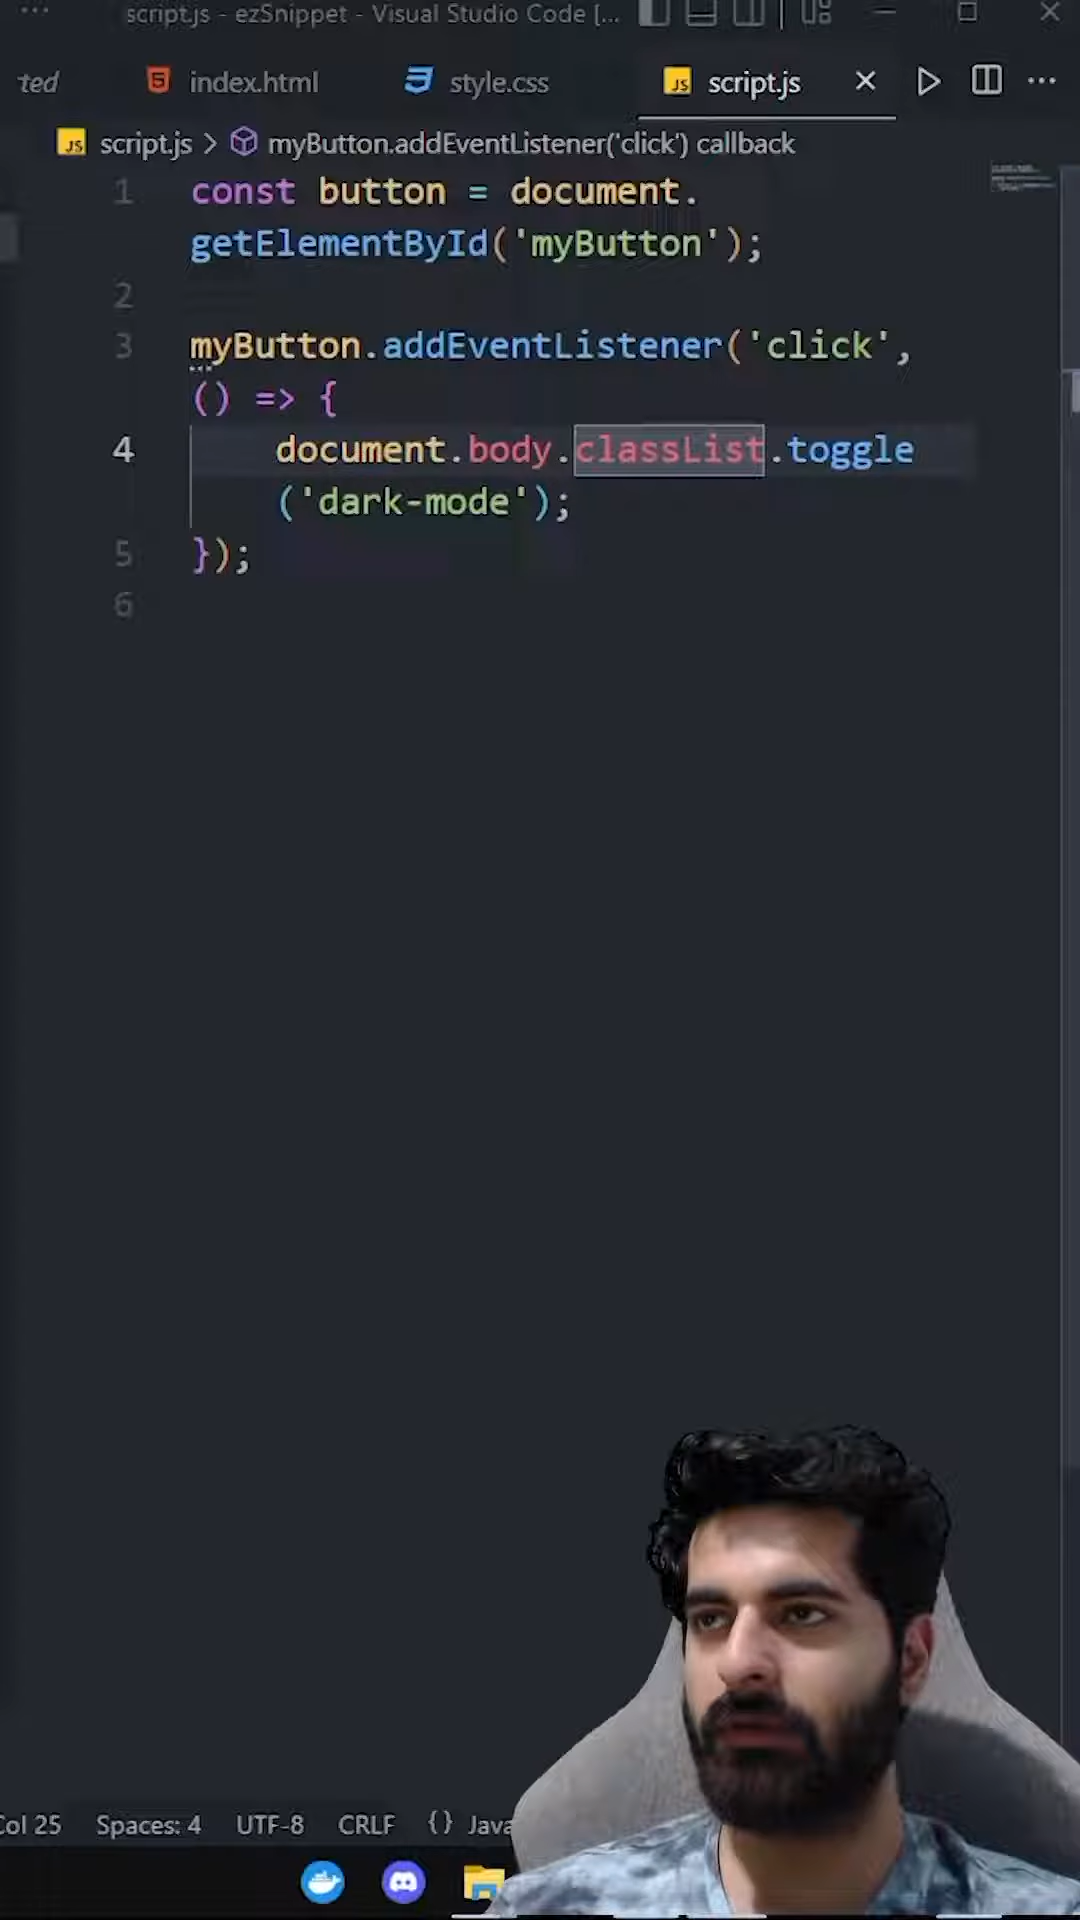 script.js - ezSnippet - Visual Studio Code [...
ted index.html style.css JS script.js
JS script.js > myButton.addEventListener('click') callback
1 const button = document.
getElementById('myButton');
2
3 myButton.addEventListener('click',
() => {
4 document.body.classList.toggle
('dark-mode');
5 });
6
Col 25 Spaces: 4 UTF-8 CRLF {} Java